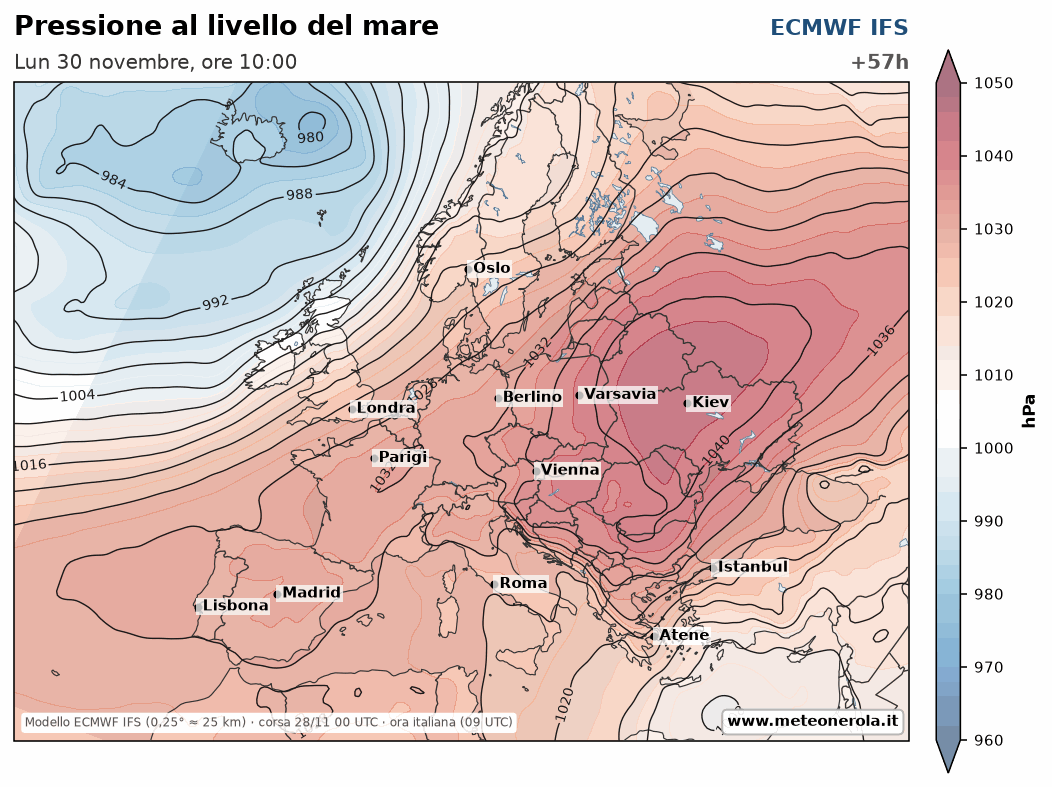 Pressione al livello del mare
ECMWF IFS
Lun 30 novembre, ore 10:00
+57h
980
984
988
992
1004
1016
1032
1032
1036
1040
1020
Oslo
Berlino
Varsavia
Kiev
Londra
Parigi
Vienna
Istanbul
Roma
Madrid
Lisbona
Atene
1050
1040
1030
1020
1010
1000
990
980
970
960
hPa
Modello ECMWF IFS (0,25° ≈ 25 km) · corsa 28/11 00 UTC · ora italiana (09 UTC)
www.meteonerola.it